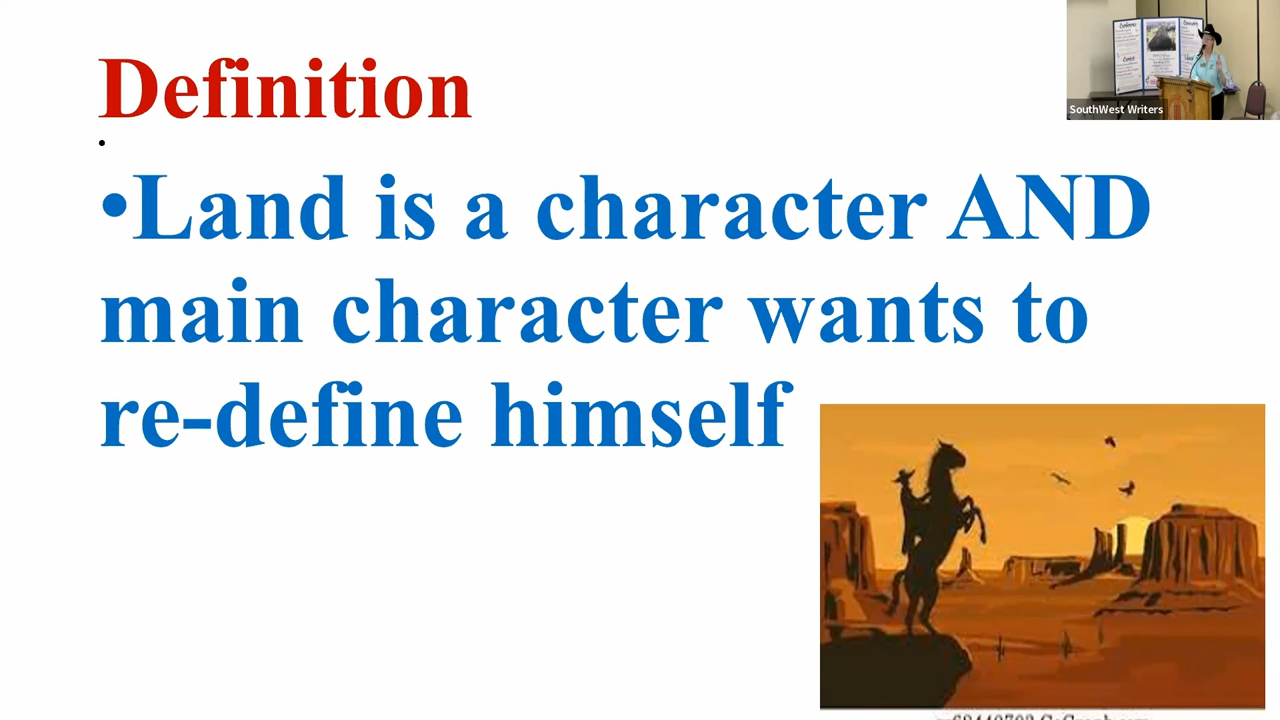 Definition
•
•Land is a character AND
main character wants to
re-define himself
SouthWest Writers